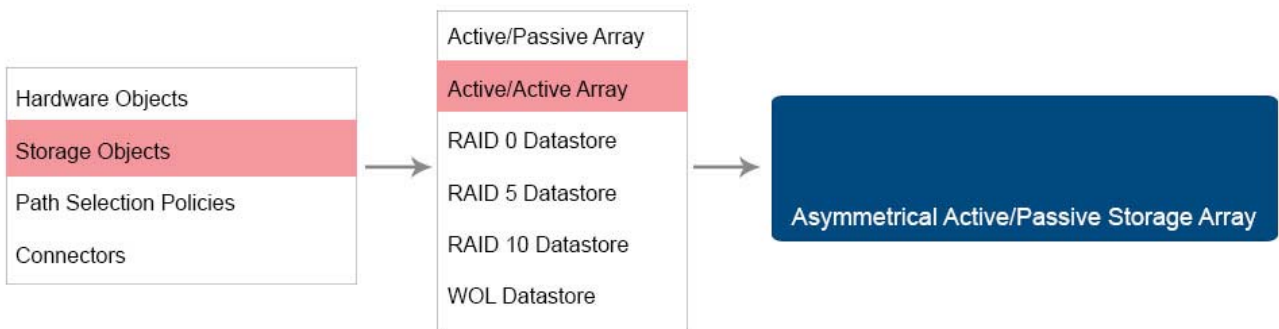 Hardware Objects
Storage Objects
Path Selection Policies
Connectors
Active/Passive Array
Active/Active Array
RAID 0 Datastore
RAID 5 Datastore
RAID 10 Datastore
WOL Datastore
Asymmetrical Active/Passive Storage Array